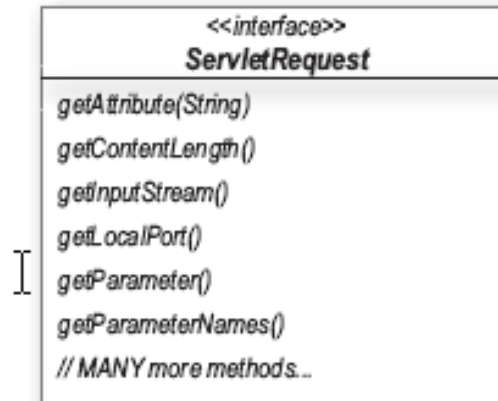 <<interface>>
ServletRequest
getAttribute(String)
getContentLength()
getInputStream()
getLocalPort()
getParameter()
getParameterNames()
// MANY more methods...